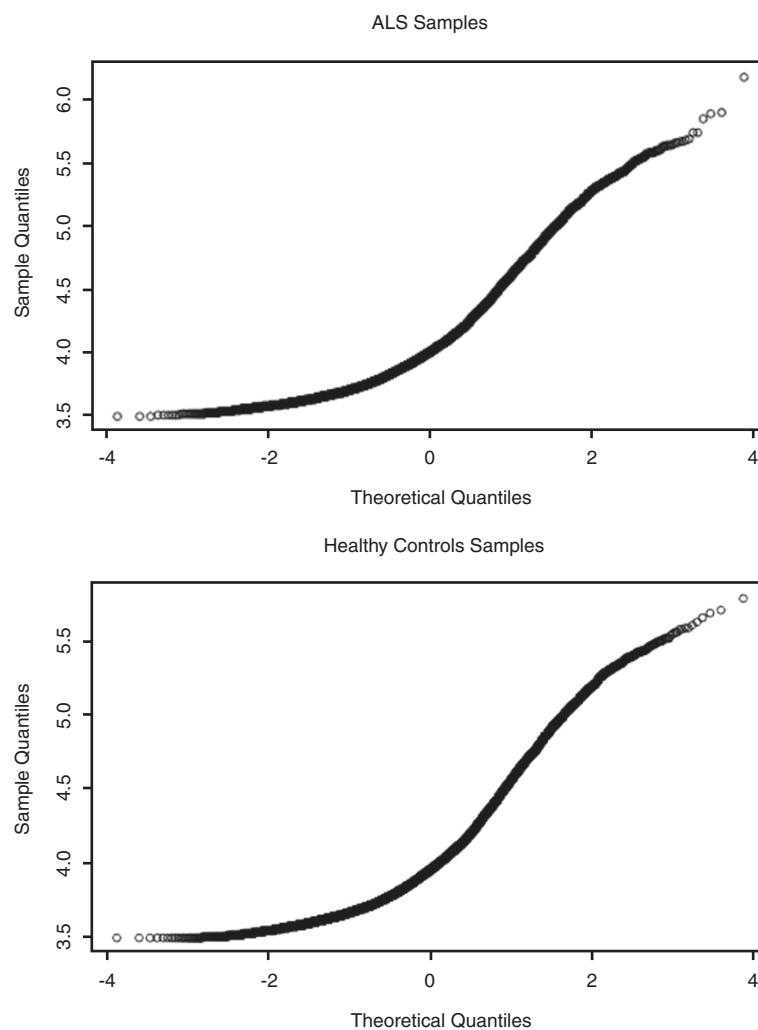 ALS Samples
6.0
5.5
5.0
4.5
4.0
3.5
Sample Quantiles
-4 -2 0 2 4
Theoretical Quantiles
Healthy Controls Samples
5.5
5.0
4.5
4.0
3.5
Sample Quantiles
-4 -2 0 2 4
Theoretical Quantiles